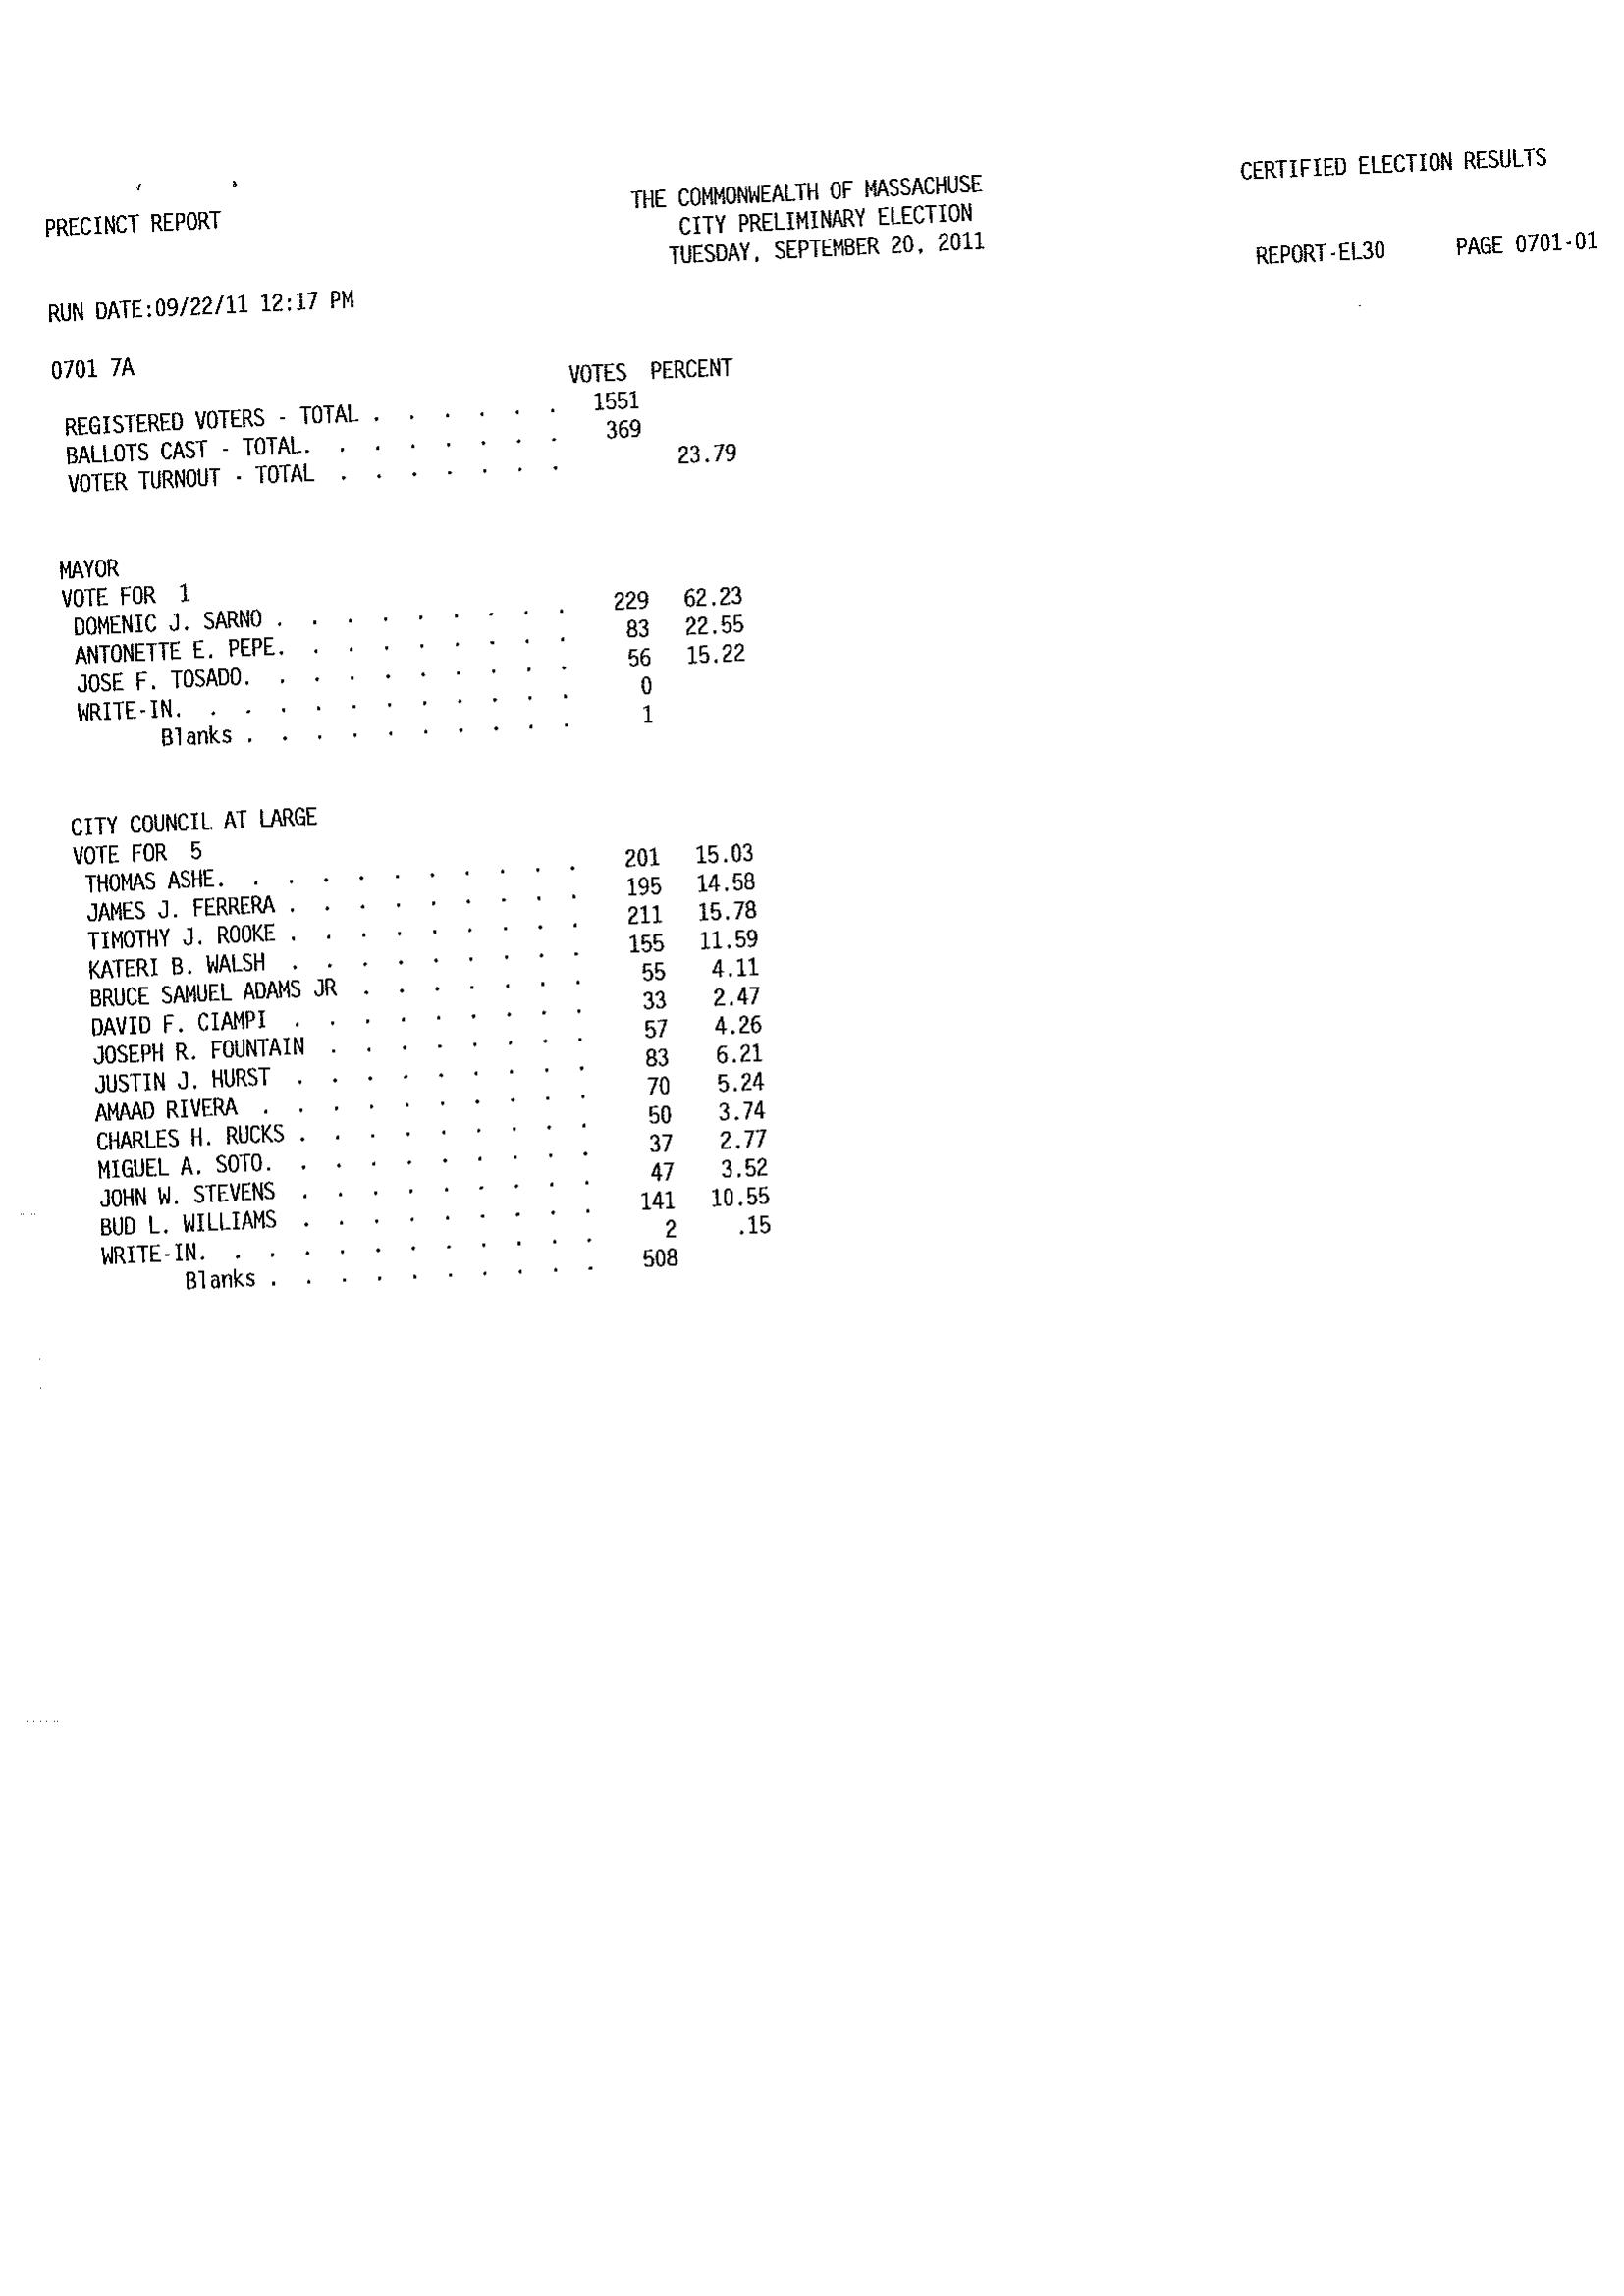 CERTIFIED ELECTION RESULTS
THE COMMONWEALTH OF MASSACHUSE
PRECINCT REPORT CITY PRELIMINARY ELECTION
TUESDAY, SEPTEMBER 20, 2011
REPORT-EL30 PAGE 0701-01
RUN DATE:09/22/11 12:17 PM
0701 7A
VOTES PERCENT
REGISTERED VOTERS - TOTAL . . . . . . 1551
BALLOTS CAST - TOTAL. . . . . . . . 369
VOTER TURNOUT - TOTAL . . . . . . . 23.79
MAYOR
VOTE FOR 1
DOMENIC J. SARNO . . . . . . . . . 229 62.23
ANTONETTE E. PEPE. . . . . . . . . 83 22.55
JOSE F. TOSADO. . . . . . . . . . 56 15.22
WRITE-IN. . . . . . . . . . . . 0
Blanks . . . . . . . . . . 1
CITY COUNCIL AT LARGE
VOTE FOR 5
THOMAS ASHE. . . . . . . . . . . 201 15.03
JAMES J. FERRERA . . . . . . . . . 195 14.58
TIMOTHY J. ROOKE . . . . . . . . . 211 15.78
KATERI B. WALSH . . . . . . . . . 155 11.59
BRUCE SAMUEL ADAMS JR . . . . . . . 55 4.11
DAVID F. CIAMPI . . . . . . . . . 33 2.47
JOSEPH R. FOUNTAIN . . . . . . . . 57 4.26
JUSTIN J. HURST . . . . . . . . . 83 6.21
AMAAD RIVERA . . . . . . . . . . 70 5.24
CHARLES H. RUCKS . . . . . . . . . 50 3.74
MIGUEL A. SOTO. . . . . . . . . . 37 2.77
JOHN W. STEVENS . . . . . . . . . 47 3.52
BUD L. WILLIAMS . . . . . . . . . 141 10.55
WRITE-IN. . . . . . . . . . . . 2 .15
Blanks . . . . . . . . . . 508